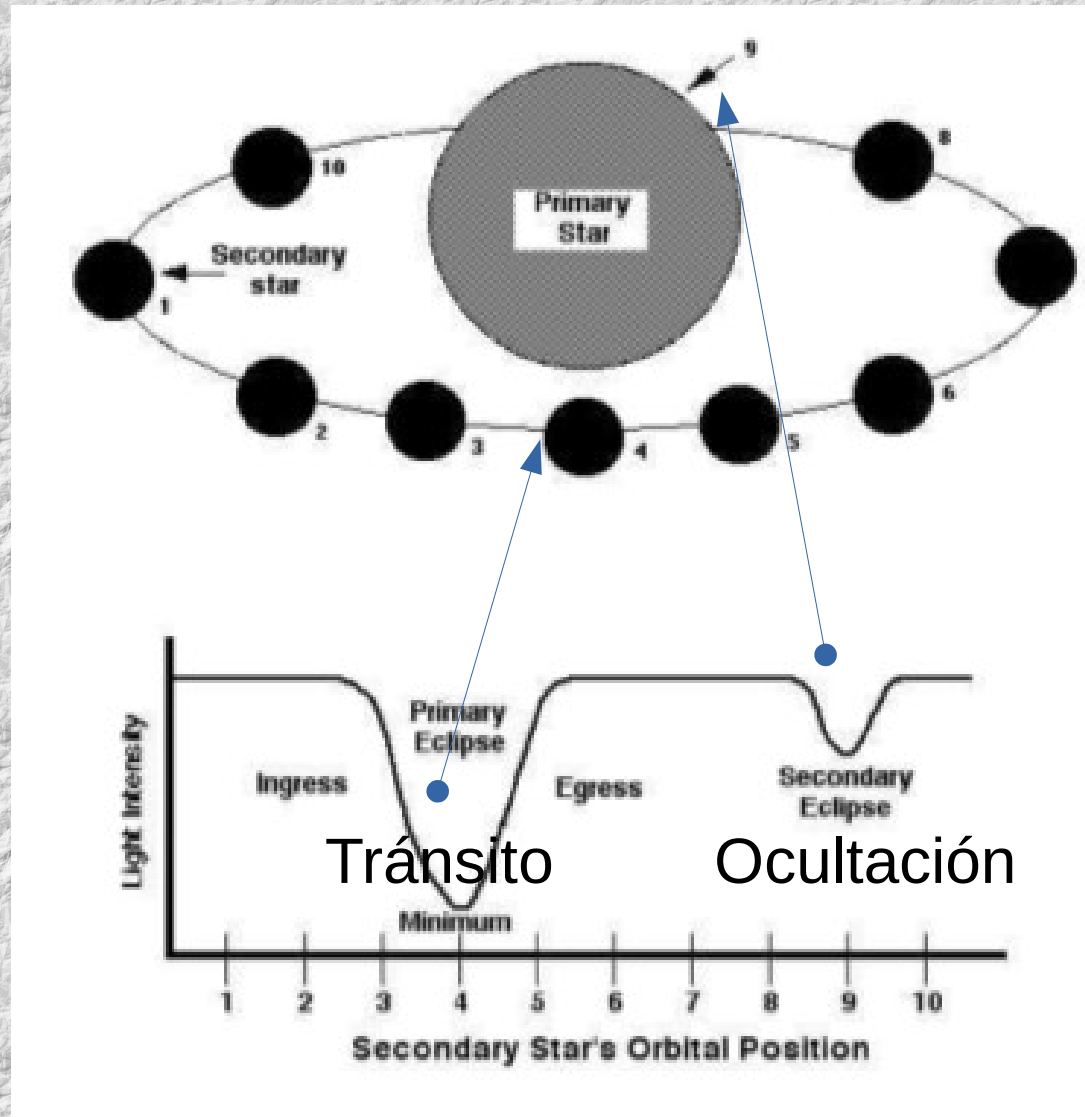 9
8
10
Primary
Star
Secondary
star
1
6
2
3
4
5
Light Intensity
Primary
Eclipse
Ingress
Egress
Secondary
Eclipse
Tránsito
Ocultación
Minimum
1 2 3 4 5 6 7 8 9 10
Secondary Star's Orbital Position